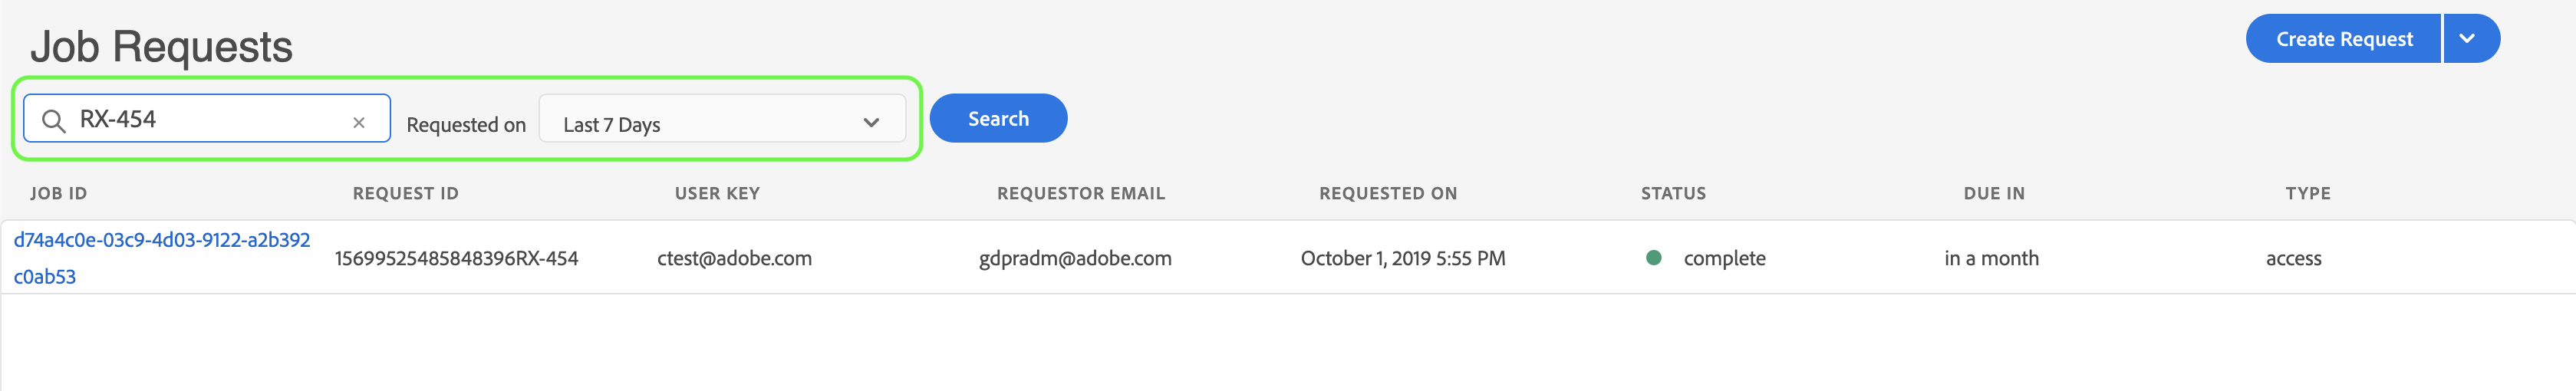 Job Requests
Create Request
RX-454
Requested on
Last 7 Days
Search
JOB ID
REQUEST ID
USER KEY
REQUESTOR EMAIL
REQUESTED ON
STATUS
DUE IN
TYPE
d74a4c0e-03c9-4d03-9122-a2b392
c0ab53
15699525485848396RX-454
ctest@adobe.com
gdpradm@adobe.com
October 1, 2019 5:55 PM
complete
in a month
access